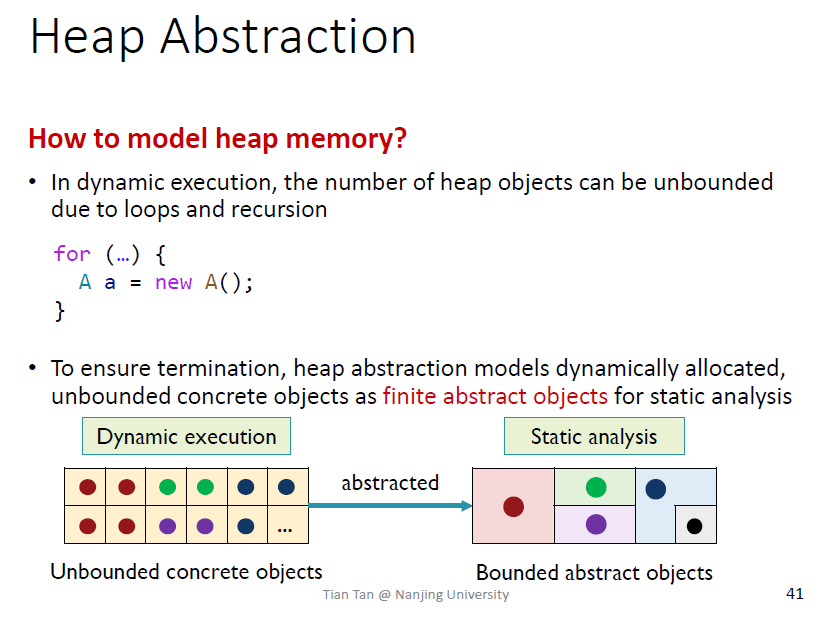 Heap Abstraction
How to model heap memory?
• In dynamic execution, the number of heap objects can be unbounded
due to loops and recursion
for (…) {
A a = new A();
}
• To ensure termination, heap abstraction models dynamically allocated,
unbounded concrete objects as finite abstract objects for static analysis
Dynamic execution
Static analysis
abstracted
...
Unbounded concrete objects
Bounded abstract objects
Tian Tan @ Nanjing University
41